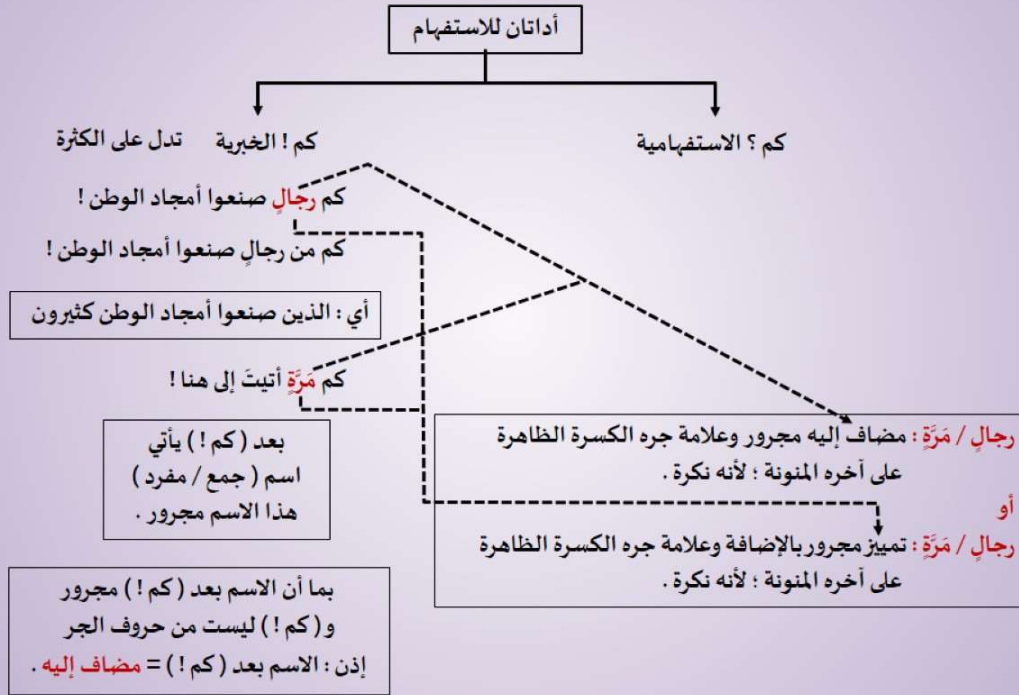 أداتان للاستفهام
كم ؟ الاستفهامية
كم ! الخبرية تدل على الكثرة
كم رجالٍ صنعوا أمجاد الوطن !
كم من رجالٍ صنعوا أمجاد الوطن !
أي : الذين صنعوا أمجاد الوطن كثيرون
كم مَرَّةٍ أتيتَ إلى هنا !
بعد ( كم ! ) يأتي
اسم ( جمع / مفرد )
هذا الاسم مجرور .
بما أن الاسم بعد ( كم ! ) مجرور
و ( كم ! ) ليست من حروف الجر
إذن : الاسم بعد ( كم ! ) = مضاف إليه .
رجالٍ / مَرَّةٍ : مضاف إليه مجرور وعلامة جره الكسرة الظاهرة
على آخره المنونة ؛ لأنه نكرة .
أو
رجالٍ / مَرَّةٍ : تمييز مجرور بالإضافة وعلامة جره الكسرة الظاهرة
على آخره المنونة ؛ لأنه نكرة .